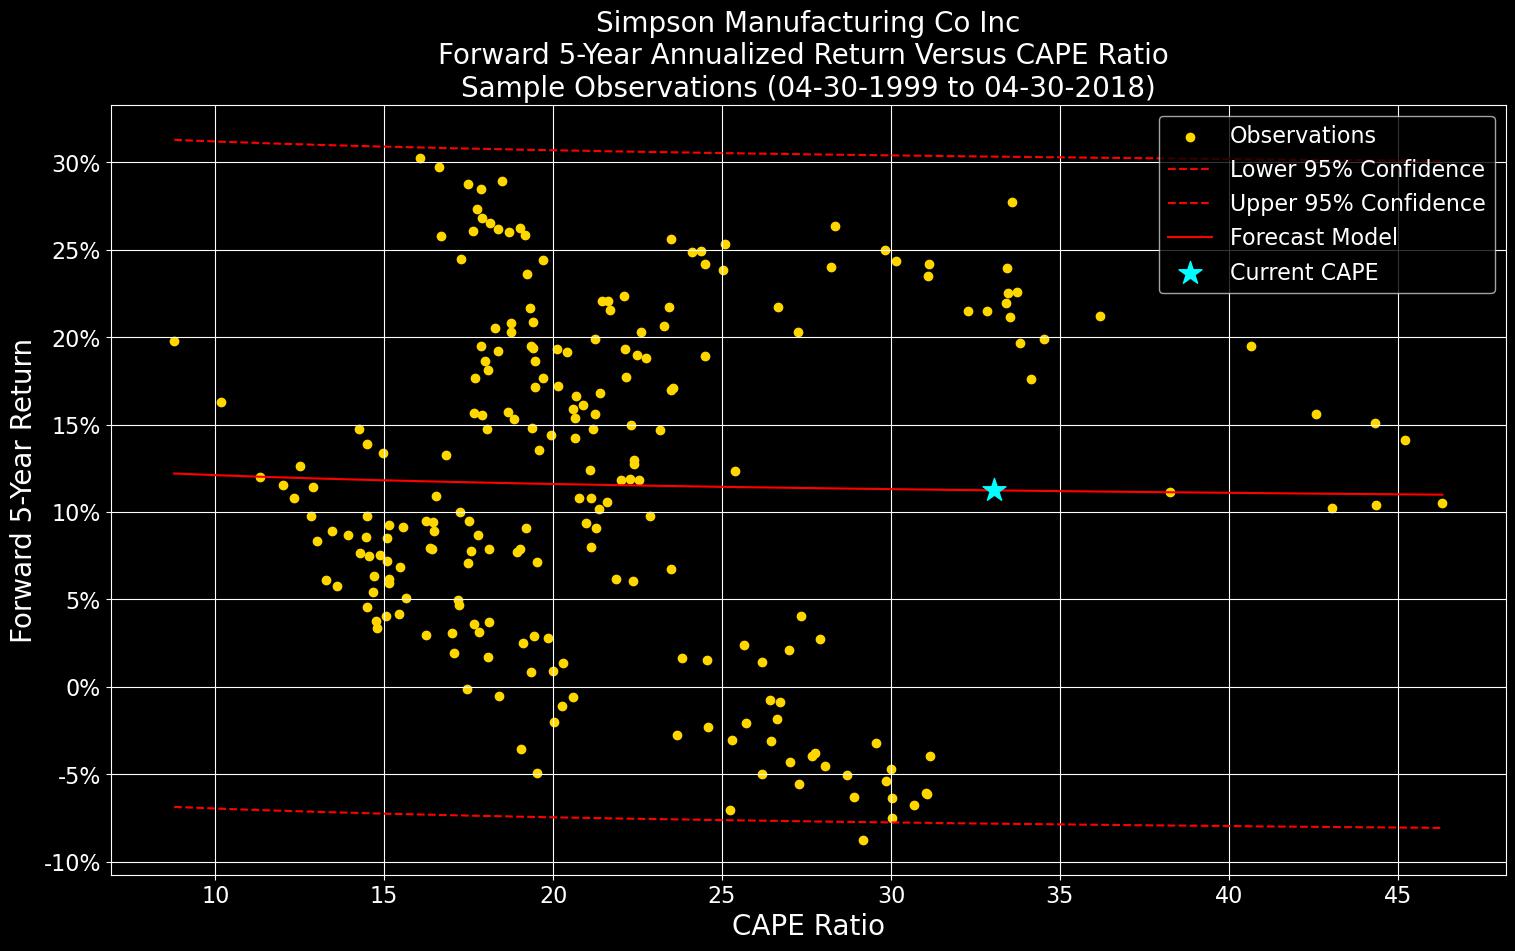 Simpson Manufacturing Co Inc
Forward 5-Year Annualized Return Versus CAPE Ratio
Sample Observations (04-30-1999 to 04-30-2018)
Observations
Lower 95% Confidence
Upper 95% Confidence
Forecast Model
Current CAPE
Forward 5-Year Return
30%
25%
20%
15%
10%
5%
0%
-5%
-10%
10 15 20 25 30 35 40 45
CAPE Ratio